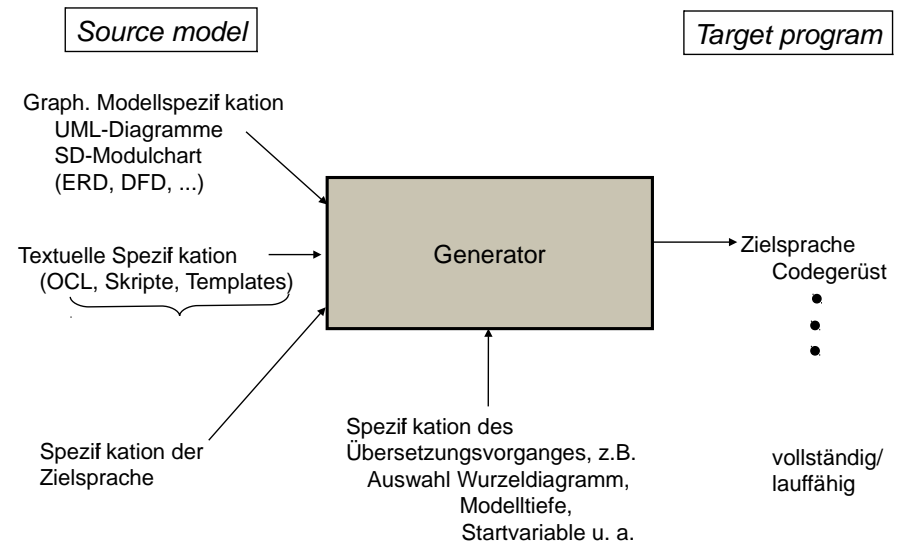 Source model
Target program
Graph. Modellspezif kation
UML-Diagramme
SD-Modulchart
(ERD, DFD, ...)
Textuelle Spezif kation
(OCL, Skripte, Templates)
Generator
Zielsprache
Codegerüst
Spezif kation der
Zielsprache
Spezif kation des
Übersetzungsvorganges, z.B.
Auswahl Wurzeldiagramm,
Modelltiefe,
Startvariable u. a.
vollständig/
lauffähig